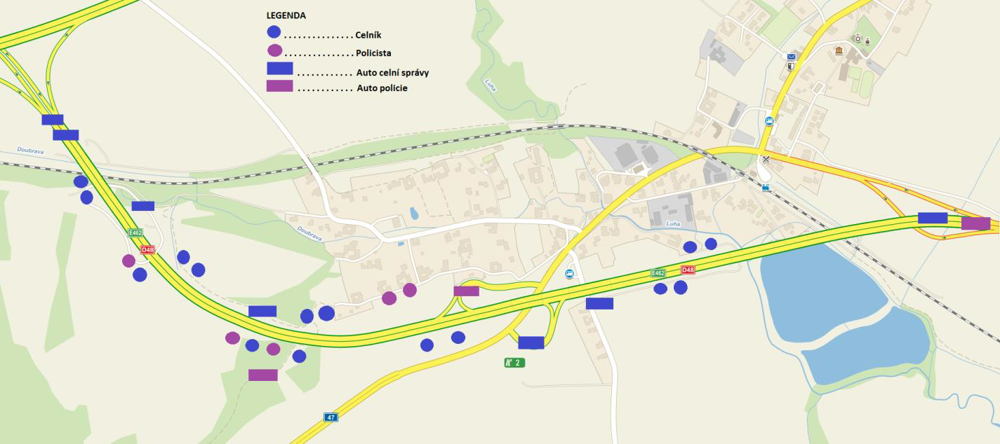 LEGENDA
. . . . . . . . . . . . . . Celník
. . . . . . . . . . . . . . Policista
. . . . . . . . . . . Auto celní správy
. . . . . . . . . . . Auto policie
Luha
Doubrava
E462
D48
Doubrava
Luha
E462
D48
2
47